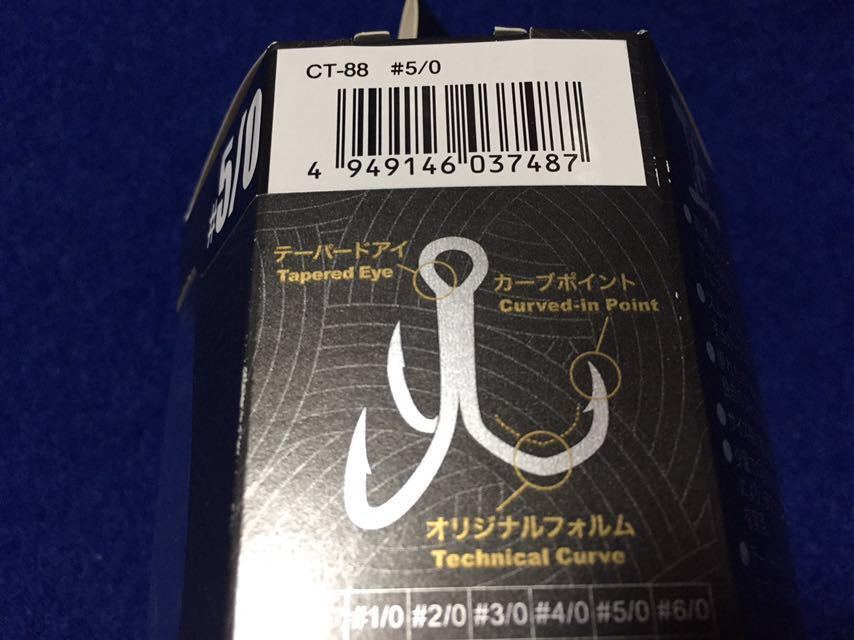 CT-88 #5/0
4 949146 037487
#5/0
テーパードアイ
Tapered Eye
カーブポイント
Curved-in Point
オリジナルフォルム
Technical Curve
#1/0 #2/0 #3/0 #4/0 #5/0 #6/0